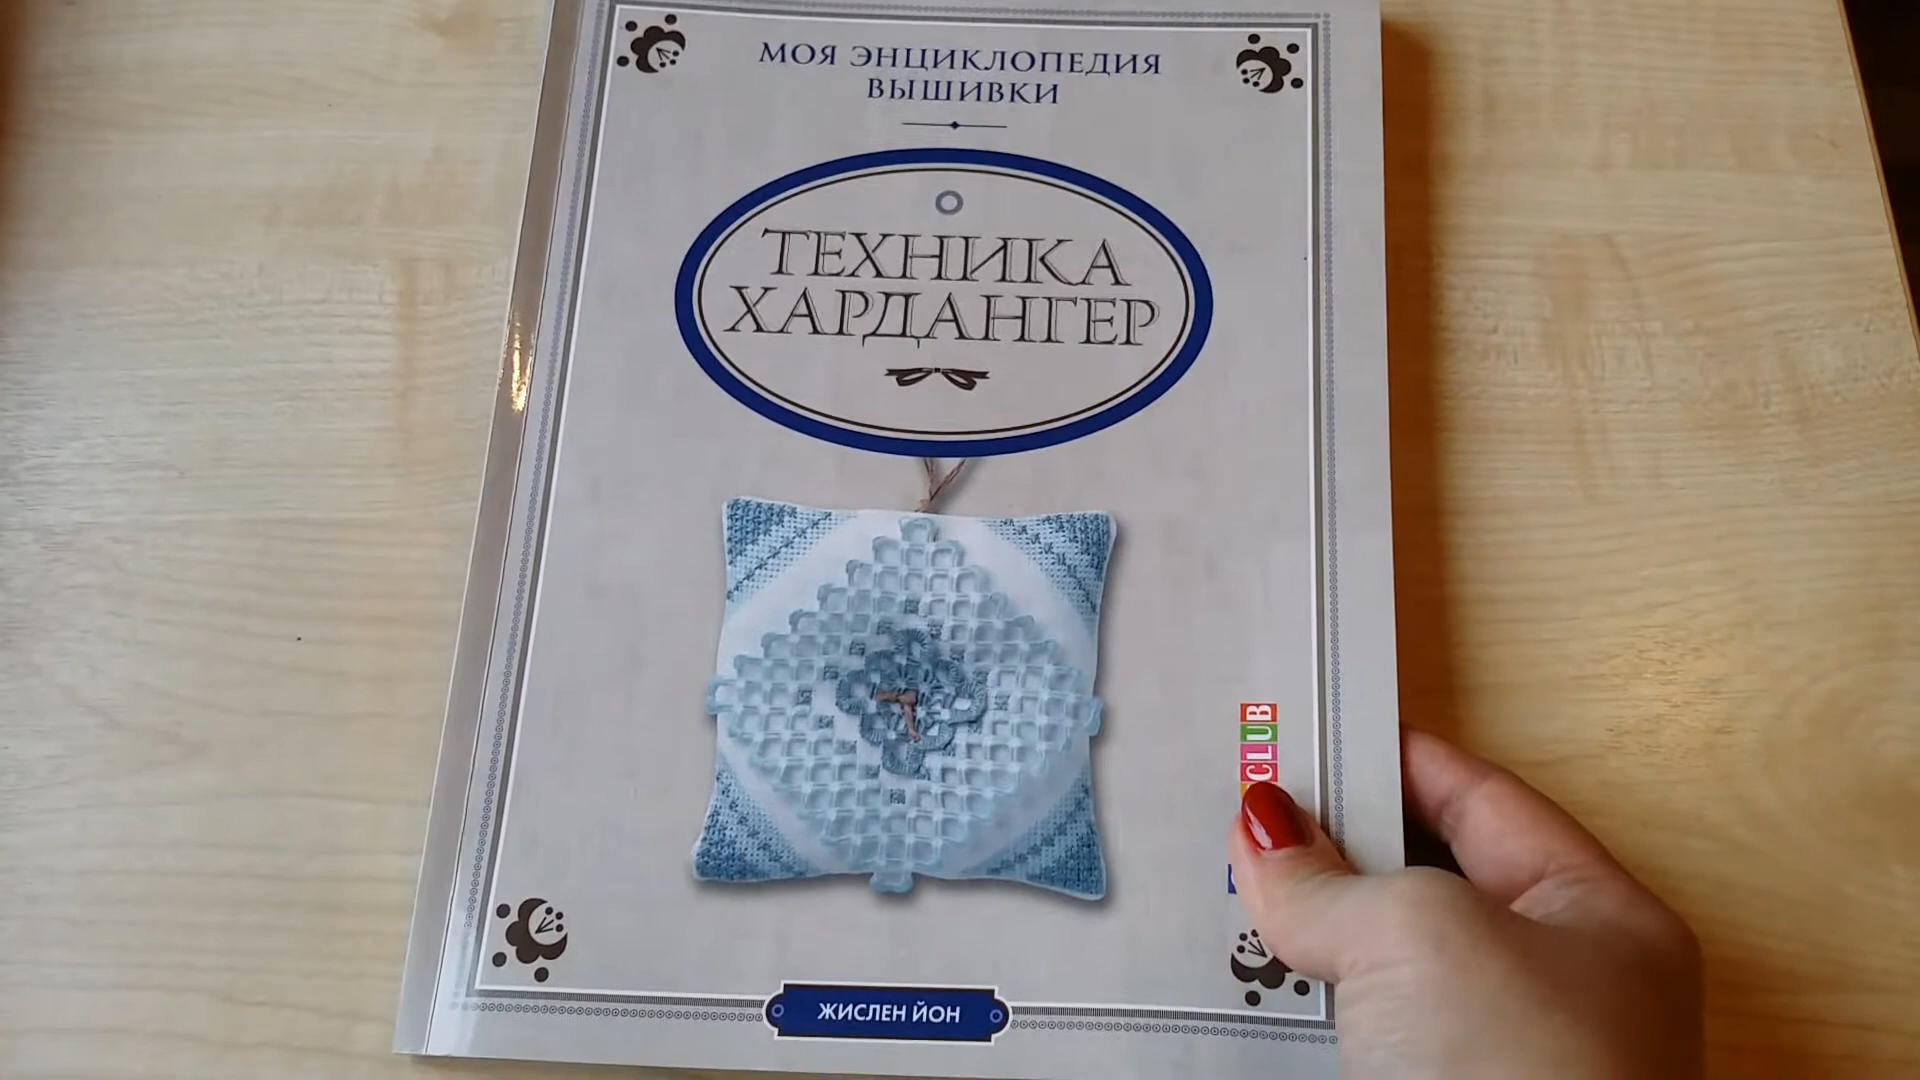 МОЯ ЭНЦИКЛОПЕДИЯ
ВЫШИВКИ
ТЕХНИКА
ХАРДАНГЕР
CLUB
ЖИСЛЕН ЙОН